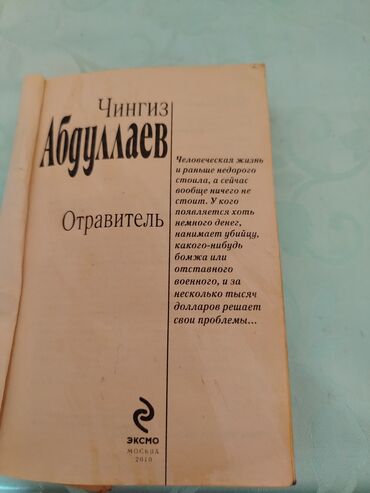 Чингиз
Абдуллаев
Отравитель
Человеческая жизнь
и раньше недорого
стоила, а сейчас
вообще ничего не
стоит. У кого
появляется хоть
немного денег,
нанимает убийцу,
какого-нибудь
бомжа или
отставного
военного, и за
несколько тысяч
долларов решает
свои проблемы...
ЭКСМО
МОСКВА
2010